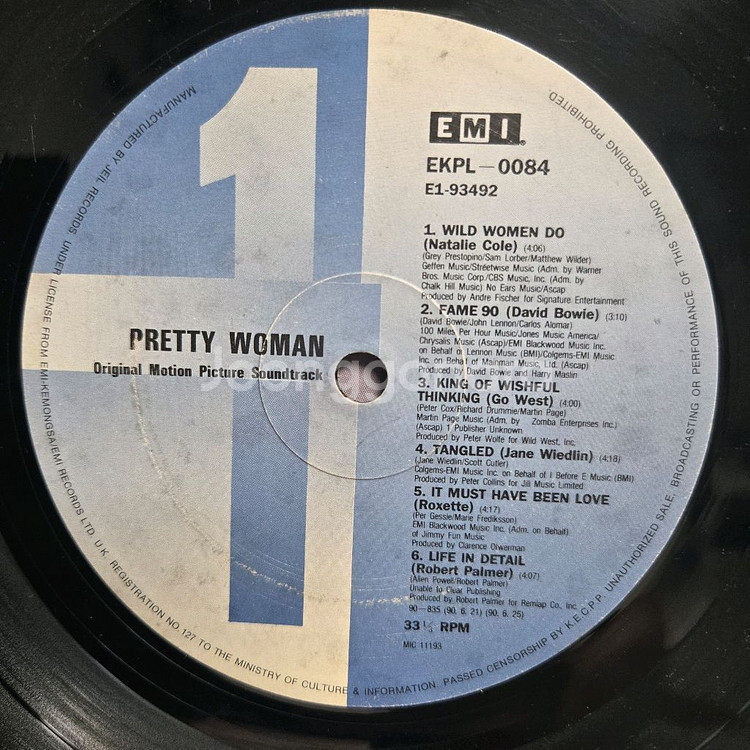 1
EMI
EKPL-0084
E1-93492
1. WILD WOMEN DO
(Natalie Cole) (4:06)
(Grey Prestopino/Sam Lorber/Matthew Wilder)
Geffen Music/Streetwise Music (Adm. by Warner
Bros. Music Corp/CBS Music Inc. (Adm. by
Chalk Hill Music) No Ears Music/Ascap
Produced by Andre Fischer for Signature Entertainment
2. FAME 90 (David Bowie) (3:10)
(David Bowie/John Lennon/Carlos Alomar)
100 Miles Per Hour Music/Jones Music America/
Chrysalis Music (Ascap)/EMI Blackwood Music Inc.
on Behalf of Lennon Music (BMI)/Colgems-EMI Music
Inc. on Behalf of Mainman Music, Ltd. (Ascap)
Produced by David Bowie and Harry Maslin
3. KING OF WISHFUL
THINKING (Go West) (4:00)
(Peter Cox/Richard Drummie/Martin Page)
Martin Page Music (Adm. by Zomba Enterprises Inc.)
(Ascap) 1 Publisher Unknown
Produced by Peter Wolfe for Wild West, Inc.
4. TANGLED (Jane Wiedlin) (4:18)
(Jane Wiedlin/Scott Cutler)
Colgems-EMI Music Inc. on Behalf of I Before E Music (BMI)
Produced by Peter Collins for Jill Music Limited
5. IT MUST HAVE BEEN LOVE
(Roxette) (4:17)
(Per Gessle/Marie Frediksson)
EMI Blackwood Music Inc. (Adm. on Behalf)
of Jimmy Fun Music
Produced by Clarence Oiwerman
6. LIFE IN DETAIL
(Robert Palmer) (4:07)
(Allen Powel/Robert Palmer)
Unable to Clear Publishing
Produced by Robert Palmer for Remlap Co., Inc.
90-835 (90. 6. 21) (90. 6. 25)
33 1/3 RPM
MIC 11193
PRETTY WOMAN
Original Motion Picture Soundtrack
MANUFACTURED BY JEIL RECORDS. UNDER LICENSE FROM EMI-KEMONGSA/EMI RECORDS LTD. U.K. REGISTRATION NO. 127 TO THE MINISTRY OF CULTURE & INFORMATION. PASSED CENSORSHIP BY K.E.C.P.P. UNAUTHORIZED SALE, BROADCASTING OR PERFORMANCE OF THIS SOUND RECORDING PROHIBITED